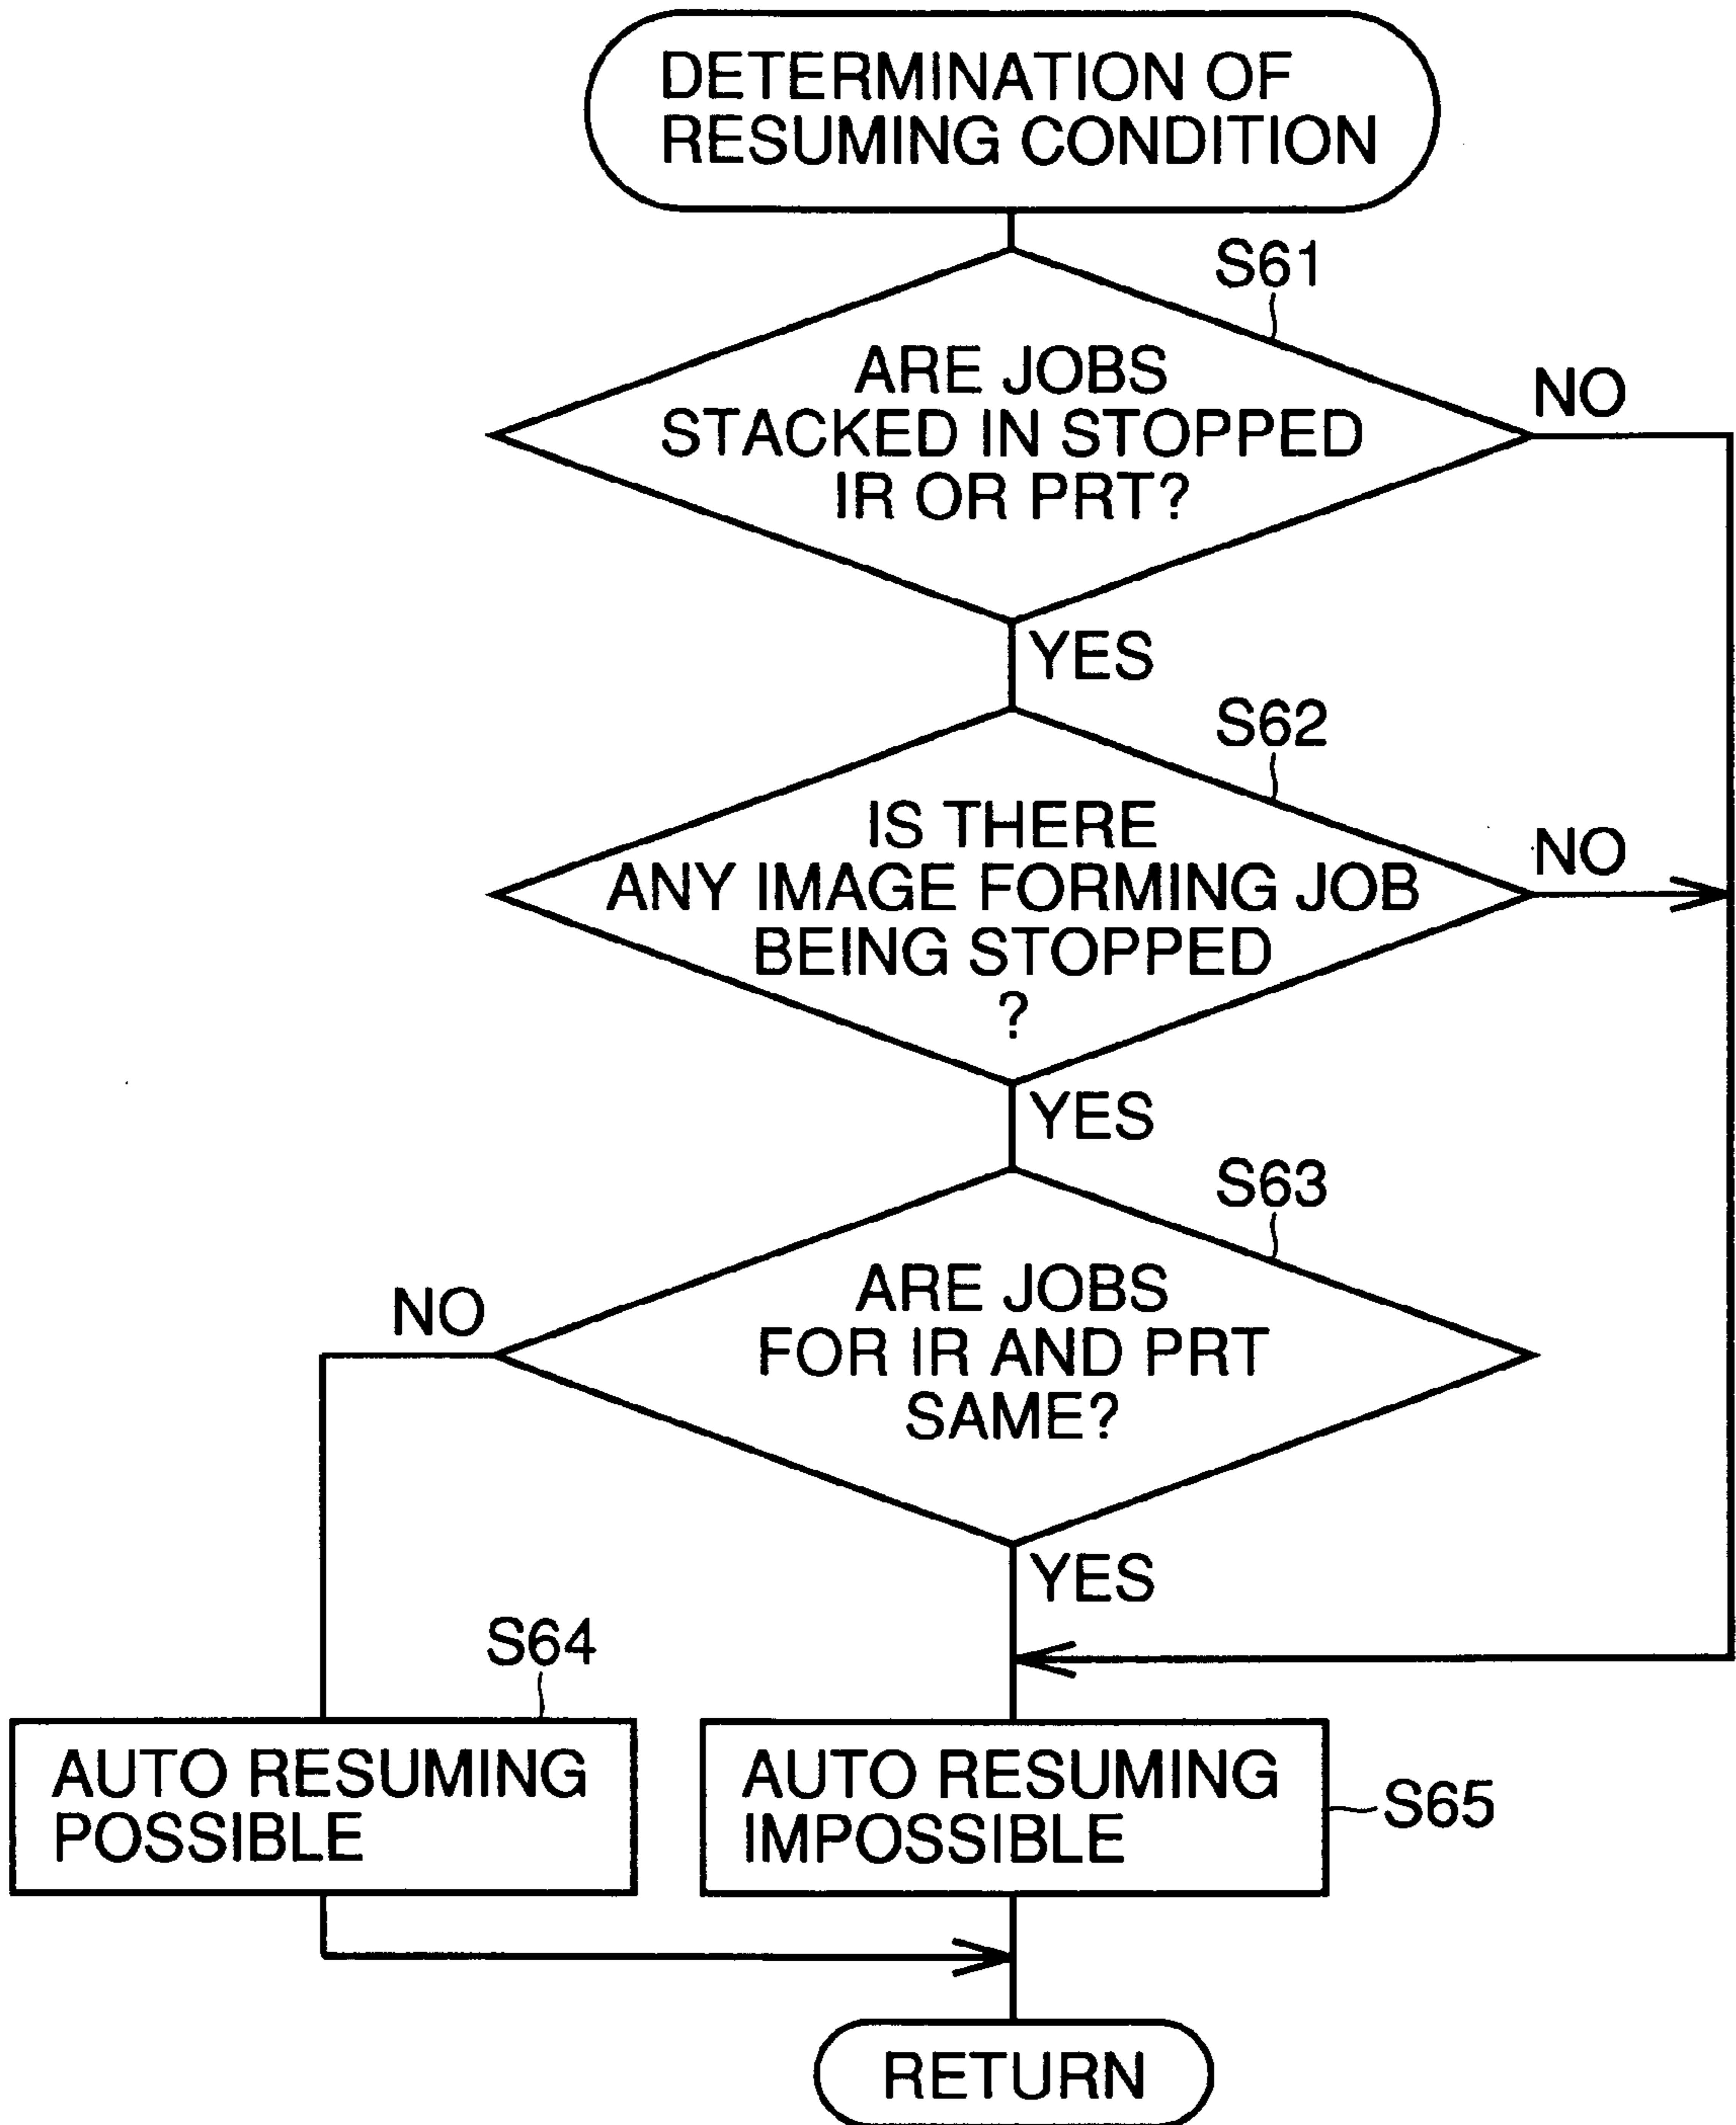 DETERMINATION OF
RESUMING CONDITION
S61
ARE JOBS
STACKED IN STOPPED
IR OR PRT?
NO
YES
S62
IS THERE
ANY IMAGE FORMING JOB
BEING STOPPED
?
NO
YES
S63
ARE JOBS
FOR IR AND PRT
SAME?
NO
YES
S64
AUTO RESUMING
POSSIBLE
AUTO RESUMING
IMPOSSIBLE
S65
RETURN